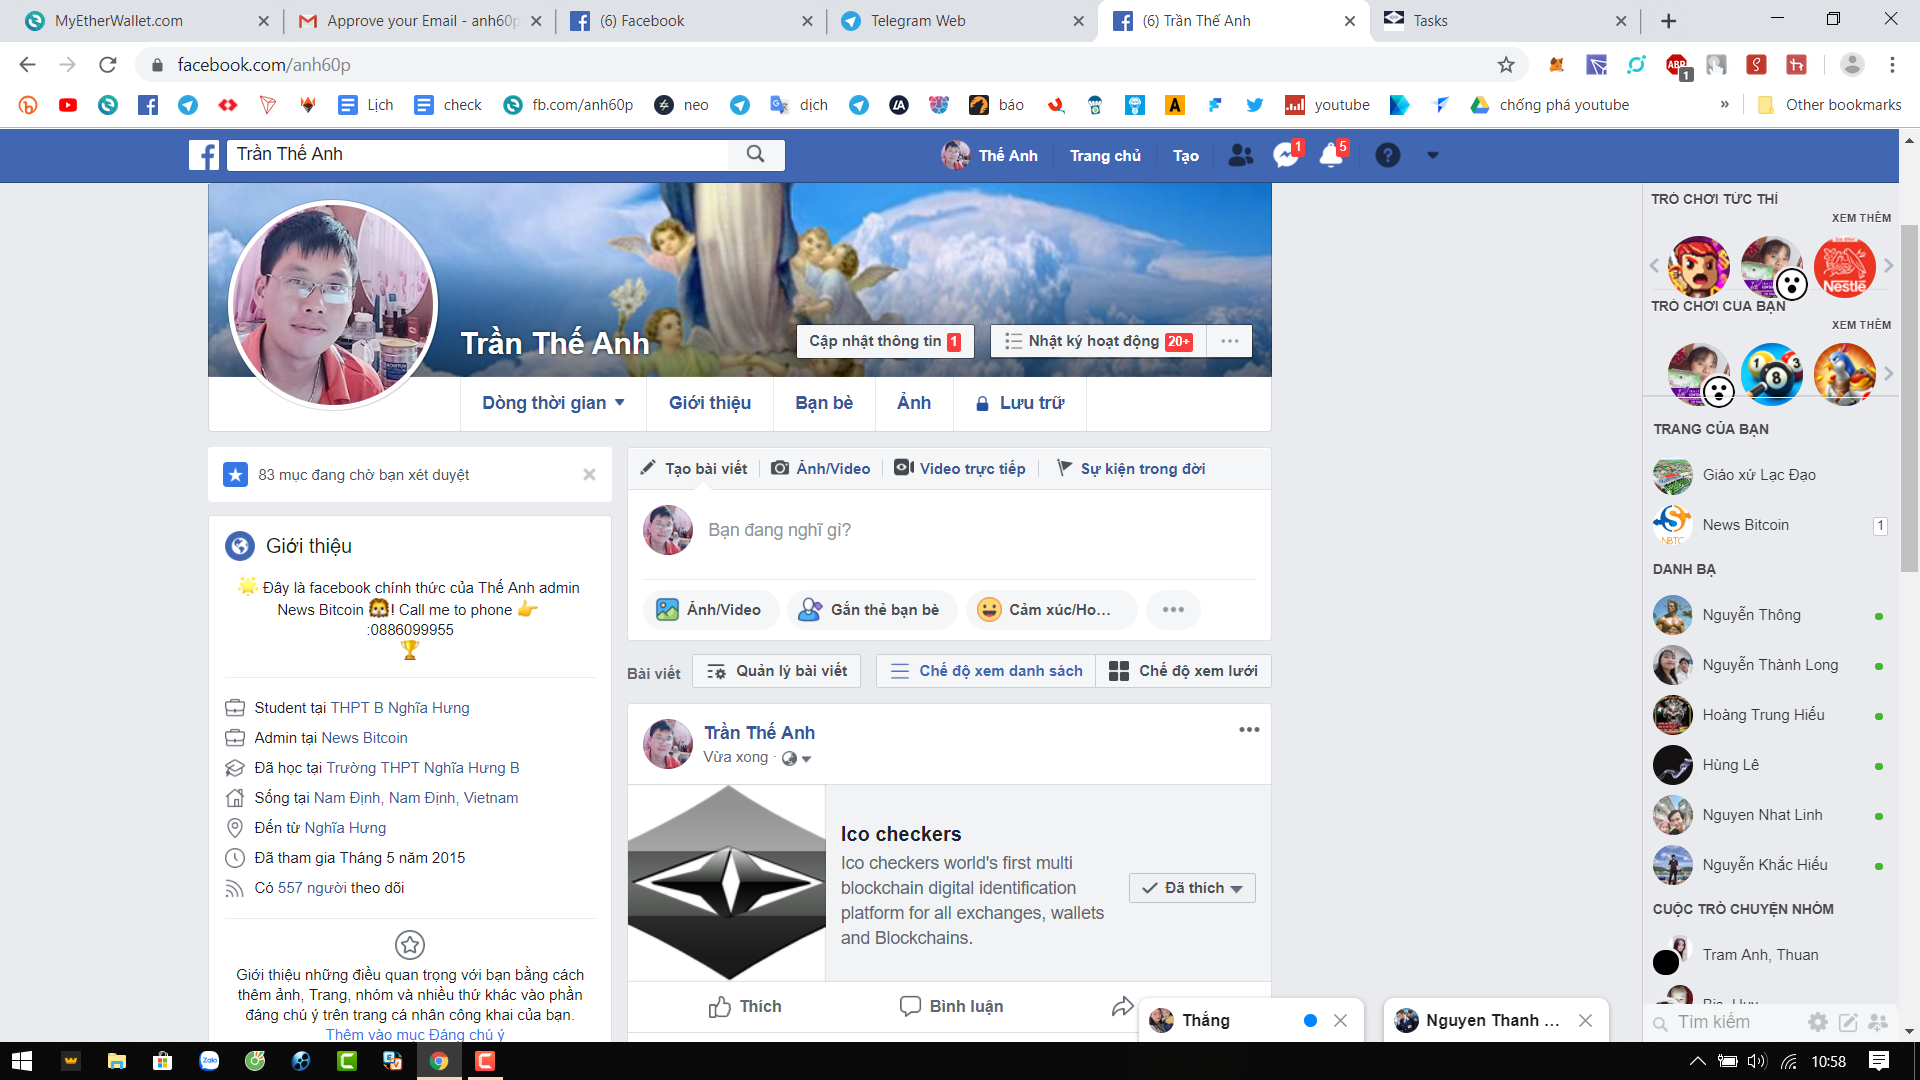 MyEtherWallet.com
Approve your Email - anh60p
(6) Facebook
Telegram Web
(6) Trần Thế Anh
Tasks
facebook.com/anh60p
ABP
1
Lịch
check
fb.com/anh60p
neo
dịch
báo
youtube
chống phá youtube
»
Other bookmarks
Trần Thế Anh
Thế Anh
Trang chủ
Tạo
1
5
Trần Thế Anh
Cập nhật thông tin 1
Nhật ký hoạt động 20+
Dòng thời gian
Giới thiệu
Bạn bè
Ảnh
Lưu trữ
83 mục đang chờ bạn xét duyệt
Giới thiệu
Đây là facebook chính thức của Thế Anh admin
News Bitcoin ! Call me to phone
:0886099955
Student tại THPT B Nghĩa Hưng
Admin tại News Bitcoin
Đã học tại Trường THPT Nghĩa Hưng B
Sống tại Nam Định, Nam Định, Vietnam
Đến từ Nghĩa Hưng
Đã tham gia Tháng 5 năm 2015
Có 557 người theo dõi
Giới thiệu những điều quan trọng với bạn bằng cách
thêm ảnh, Trang, nhóm và nhiều thứ khác vào phần
đáng chú ý trên trang cá nhân công khai của bạn.
Thêm vào mục Đáng chú ý
Tạo bài viết
Ảnh/Video
Video trực tiếp
Sự kiện trong đời
Bạn đang nghĩ gì?
Ảnh/Video
Gắn thẻ bạn bè
Cảm xúc/Ho...
Bài viết
Quản lý bài viết
Chế độ xem danh sách
Chế độ xem lưới
Trần Thế Anh
Vừa xong ·
Ico checkers
Ico checkers world's first multi
blockchain digital identification
platform for all exchanges, wallets
and Blockchains.
Đã thích
Thích
Bình luận
Thắng
Nguyen Thanh ...
TRÒ CHƠI TỨC THÌ
XEM THÊM
Nestlé
TRÒ CHƠI CỦA BẠN
XEM THÊM
1 8 3
TRANG CỦA BẠN
Giáo xứ Lạc Đạo
News Bitcoin
1
NBTC
DANH BẠ
Nguyễn Thông
Nguyễn Thành Long
Hoàng Trung Hiếu
Hùng Lê
Nguyen Nhat Linh
Nguyễn Khắc Hiếu
CUỘC TRÒ CHUYỆN NHÓM
Tram Anh, Thuan
Tìm kiếm
Zalo
10:58